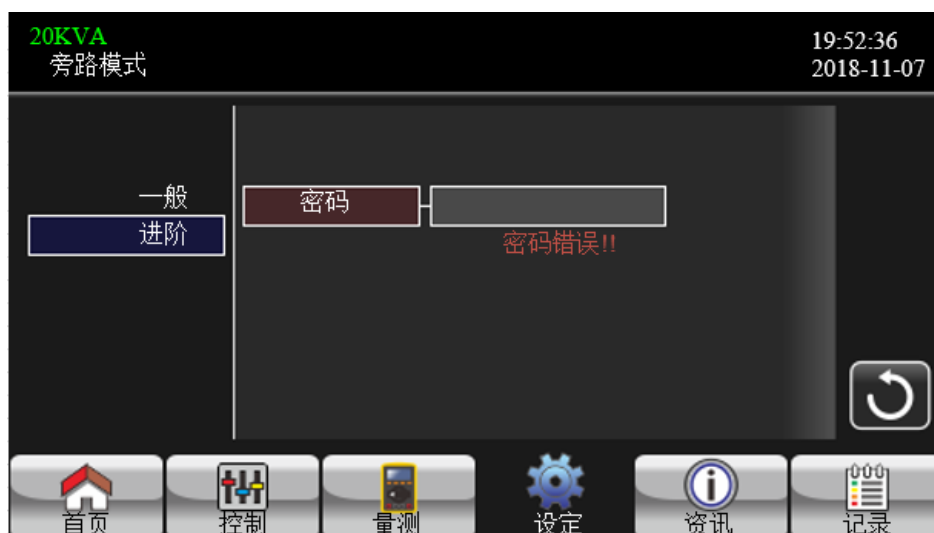 20KVA
旁路模式
19:52:36
2018-11-07
一般
进阶
密码
密码错误!!
首页
控制
量测
设定
资讯
记录